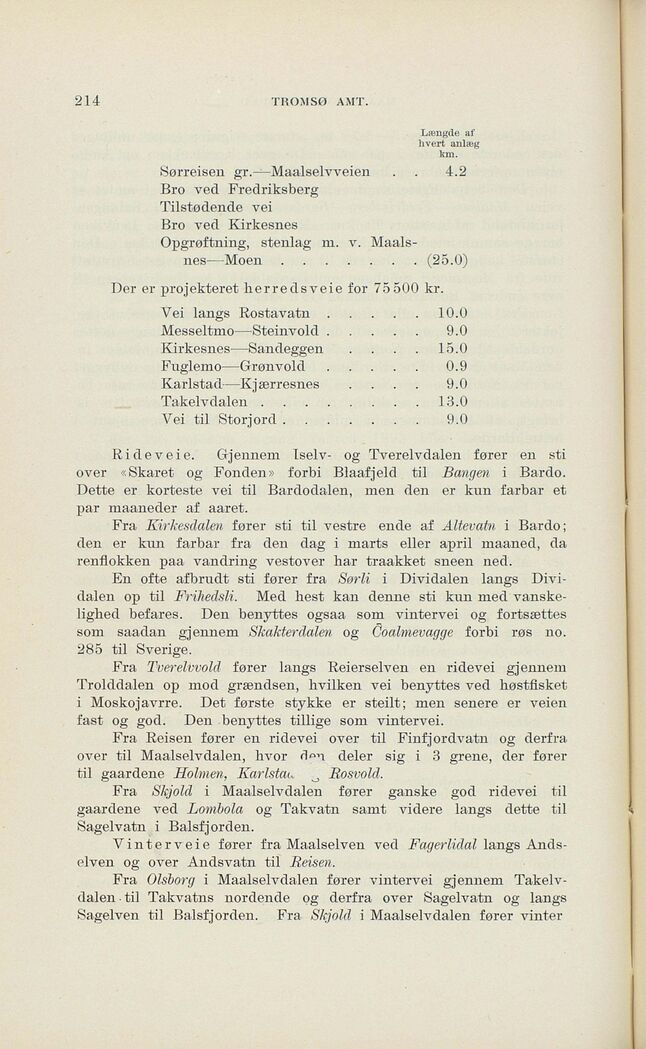 214 TROMSØ AMT.
Længde af
hvert anlæg
km.
Sørreisen gr.—Maalselvveien . . 4.2
Bro ved Fredriksberg
Tilstødende vei
Bro ved Kirkesnes
Opgrøftning, stenlag m. v. Maals-
nes—Moen . . . . . . . (25.0)
Der er projekteret herredsveie for 75 500 kr.
Vei langs Rostavatn . . . . . 10.0
Messeltmo—Steinvold . . . . . 9.0
Kirkesnes—Sandeggen . . . . 15.0
Fuglemo—Grønvold . . . . . 0.9
Karlstad—Kjærresnes . . . . 9.0
Takelvdalen . . . . . . . . 13.0
Vei til Storjord . . . . . . . 9.0
Rideveie. Gjennem Iselv- og Tverelvdalen fører en sti
over «Skaret og Fonden» forbi Blaafjeld til Bangen i Bardo.
Dette er korteste vei til Bardodalen, men den er kun farbar et
par maaneder af aaret.
Fra Kirkesdalen fører sti til vestre ende af Altevatn i Bardo;
den er kun farbar fra den dag i marts eller april maaned, da
renflokken paa vandring vestover har traakket sneen ned.
En ofte afbrudt sti fører fra Sørli i Dividalen langs Divi-
dalen op til Frihedsli. Med hest kan denne sti kun med vanske-
lighed befares. Den benyttes ogsaa som vintervei og fortsættes
som saadan gjennem Skakterdalen og Čoalmevagge forbi røs no.
285 til Sverige.
Fra Tverelvvold fører langs Reierselven en ridevei gjennem
Trolddalen op mod grændsen, hvilken vei benyttes ved høstfisket
i Moskojavrre. Det første stykke er steilt; men senere er veien
fast og god. Den benyttes tillige som vintervei.
Fra Reisen fører en ridevei over til Finfjordvatn og derfra
over til Maalselvdalen, hvor den deler sig i 3 grene, der fører
til gaardene Holmen, Rosvold.
Fra Skjold i Maalselvdalen fører ganske god ridevei til
gaardene ved Lombola og Takvatn samt videre langs dette til
Sagelvatn i Balsfjorden.
Vinterveie fører fra Maalselven ved Fagerlidal langs Ands-
elven og over Andsvatn til Reisen.
Fra Olsborg i Maalselvdalen fører vintervei gjennem Takelv-
dalen til Takvatns nordende og derfra over Sagelvatn og langs
Sagelven til Balsfjorden. Fra Skjold i Maalselvdalen fører vinter